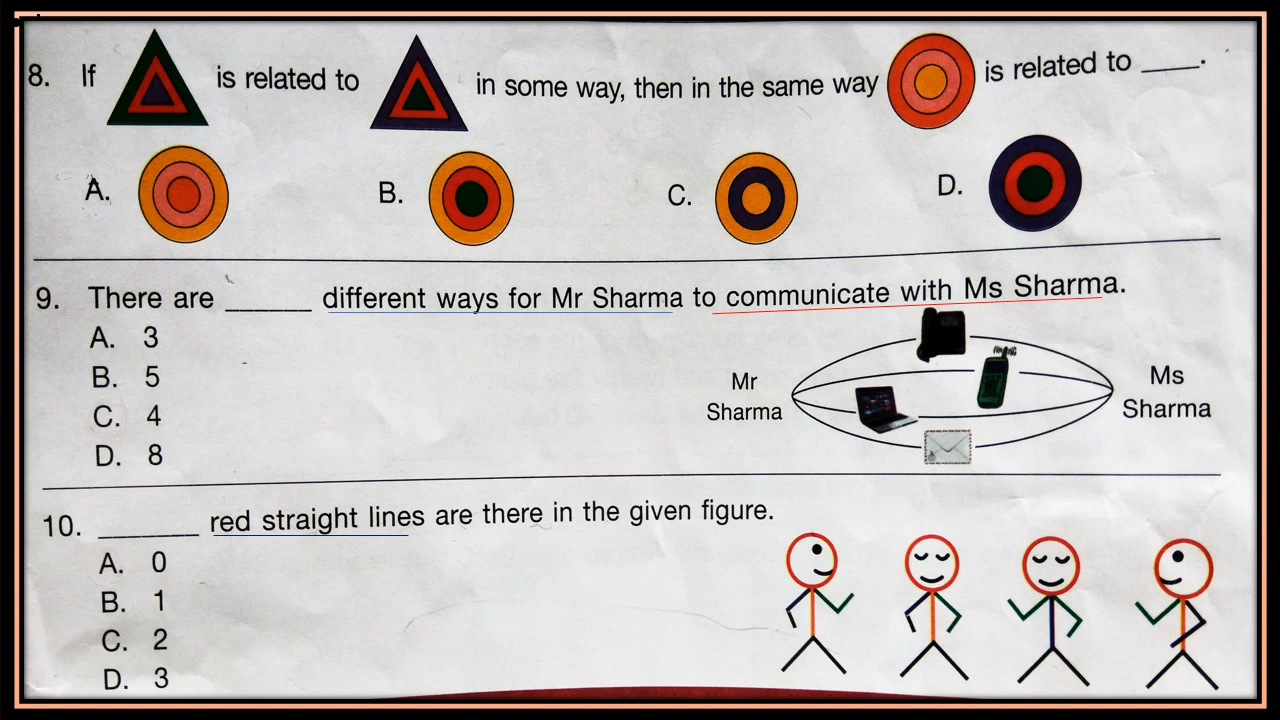 8. If is related to in some way, then in the same way is related to ____.
A. B. C. D.
9. There are ______ different ways for Mr Sharma to communicate with Ms Sharma.
A. 3
B. 5
C. 4
D. 8
Mr Sharma
Ms Sharma
10. _______ red straight lines are there in the given figure.
A. 0
B. 1
C. 2
D. 3